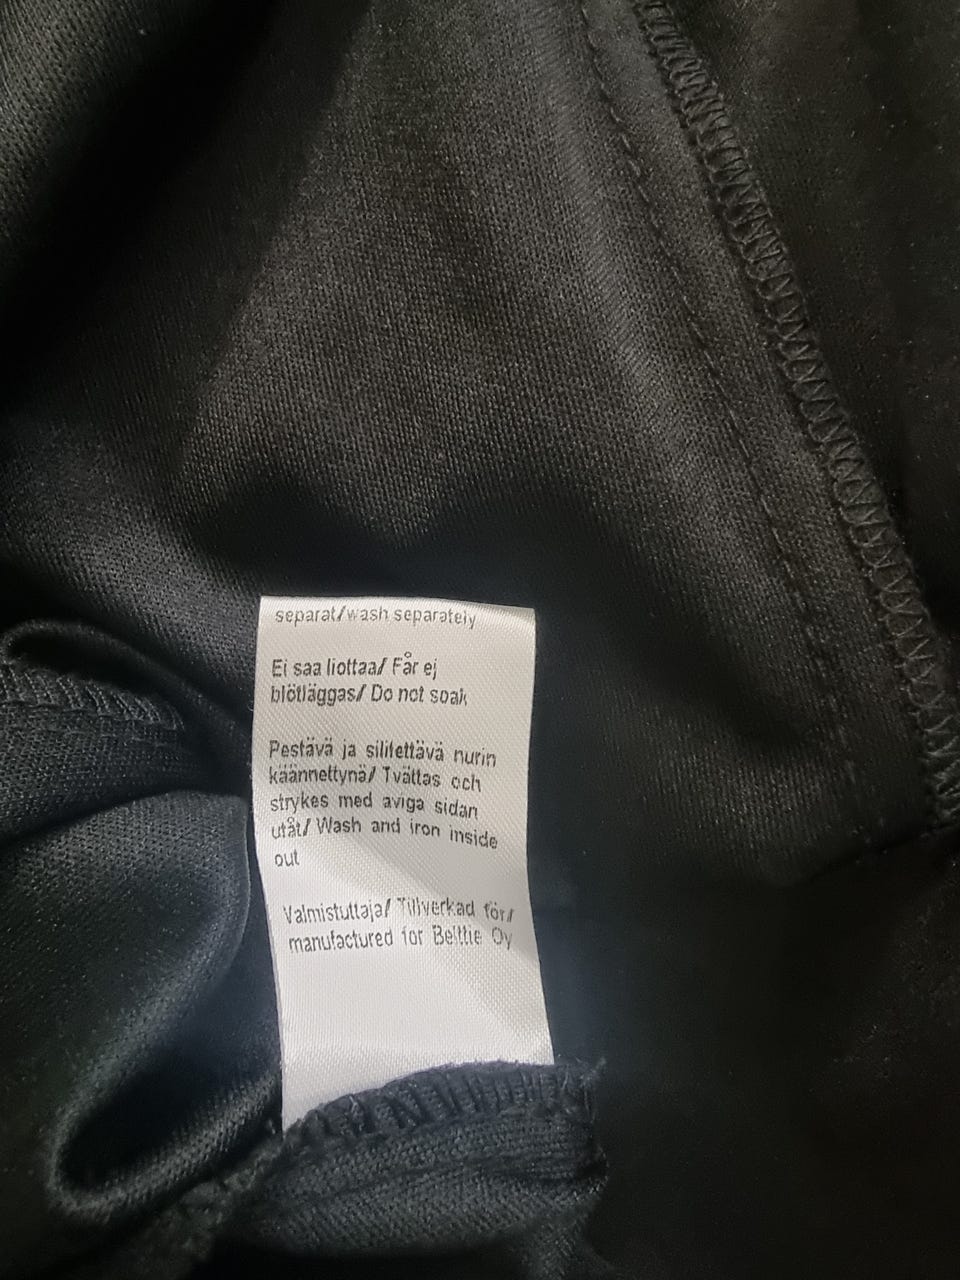 separat/wash separately
Ei saa liottaa/ Får ej
blötläggas/ Do not soak
Pestävä ja silitettävä nurin
käännettynä/ Tvättas och
strykes med aviga sidan
utåt/ Wash and iron inside
out
Valmistuttaja/ Tillverkad för/
manufactured for Oy